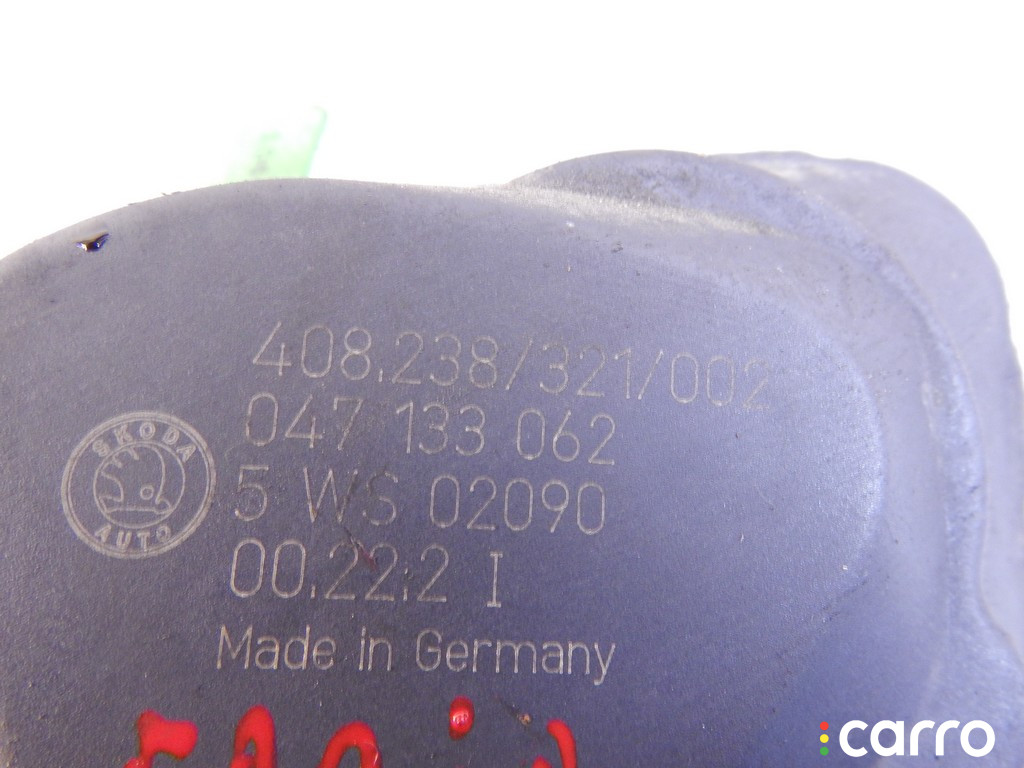 408.238/321/002
047 133 062
SKODA
AUTO
5 WS 02090
00.22.2 I
Made in Germany
carro